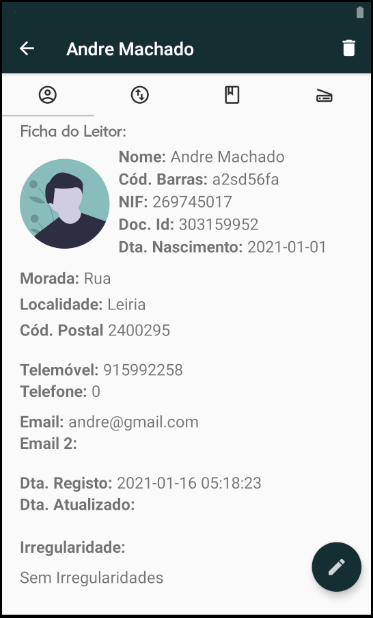 Andre Machado
Ficha do Leitor:
Nome: Andre Machado
Cód. Barras: a2sd56fa
NIF: 269745017
Doc. Id: 303159952
Dta. Nascimento: 2021-01-01
Morada: Rua
Localidade: Leiria
Cód. Postal 2400295
Telemóvel: 915992258
Telefone: 0
Email: andre@gmail.com
Email 2:
Dta. Registo: 2021-01-16 05:18:23
Dta. Atualizado:
Irregularidade:
Sem Irregularidades